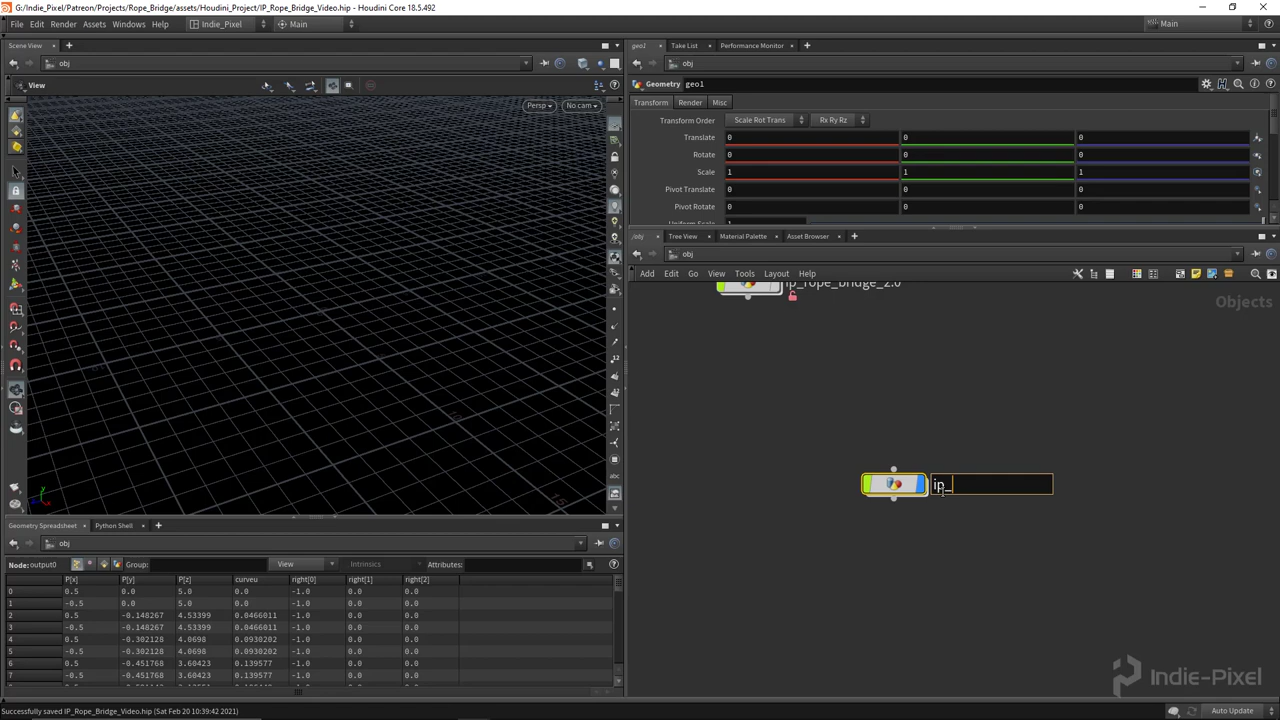 G:/Indie_Pixel/Patreon/Projects/Rope_Bridge/assets/Houdini_Project/IP_Rope_Bridge_Video.hip - Houdini Core 18.5.492
File Edit Render Assets Windows Help Indie_Pixel Main Main
Scene View
obj
View
Persp No cam
12
abc
geo1 Take List Performance Monitor
obj
Geometry geo1
Transform Render Misc
Transform Order Scale Rot Trans Rx Ry Rz
Translate 0 0 0
Rotate 0 0 0
Scale 1 1 1
Pivot Translate 0 0 0
Pivot Rotate 0 0 0
Uniform Scale 1
/obj Tree View Material Palette Asset Browser
obj
Add Edit Go View Tools Layout Help
ip_rope_bridge_2.0
Objects
ip_
Geometry Spreadsheet Python Shell
obj
Node: output0 Group: View Intrinsics Attributes:
P[x] P[y] P[z] curveu right[0] right[1] right[2]
0 0.5 0.0 5.0 0.0 -1.0 0.0 0.0
1 -0.5 0.0 5.0 0.0 -1.0 0.0 0.0
2 0.5 -0.148267 4.53399 0.0466011 -1.0 0.0 0.0
3 -0.5 -0.148267 4.53399 0.0466011 -1.0 0.0 0.0
4 0.5 -0.302128 4.0698 0.0930202 -1.0 0.0 0.0
5 -0.5 -0.302128 4.0698 0.0930202 -1.0 0.0 0.0
6 0.5 -0.451768 3.60423 0.139577 -1.0 0.0 0.0
7 -0.5 -0.451768 3.60423 0.139577 -1.0 0.0 0.0
Indie-Pixel
Successfully saved IP_Rope_Bridge_Video.hip (Sat Feb 20 10:39:42 2021)
Auto Update